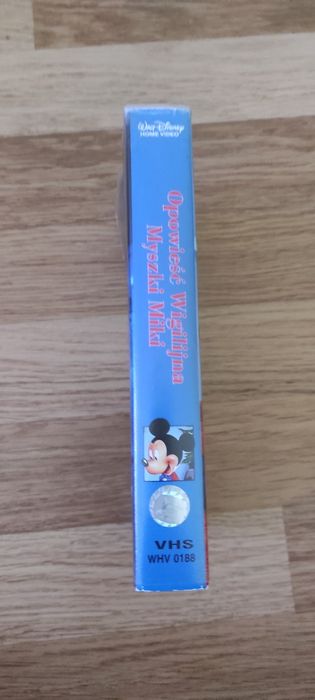 Walt Disney
HOME VIDEO
Opowieść Wigilijna
Myszki Miki
VHS
WHV 0188